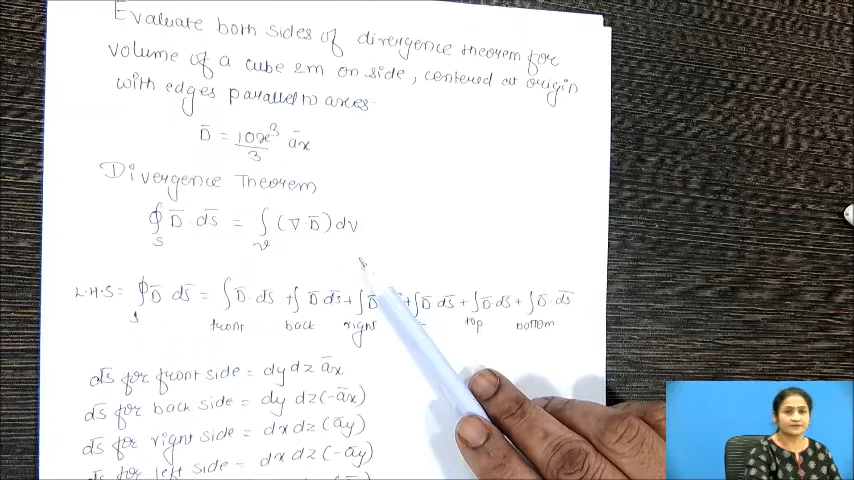 Evaluate both sides of divergence theorem for
volume of a cube 2m on side, centered at origin
with edges parallel to axes.
D̄ = 10x³/3 āx
Divergence Theorem
∮ₛ D̄ · ds̄ = ∫ᵥ (∇·D̄) dv
L.H.S = ∮ₛ D̄ ds̄ = ∫ D̄·ds̄ + ∫ D̄ ds̄ + ∫ D̄ + ∫ D̄ ds̄ + ∫ D̄·ds + ∫ D̄·ds̄
front back right top bottom
ds̄ for front side = dy dz āx
ds̄ for back side = dy dz (-āx)
ds̄ for right side = dx dz (āy)
ds̄ for left side = dx dz (-āy)